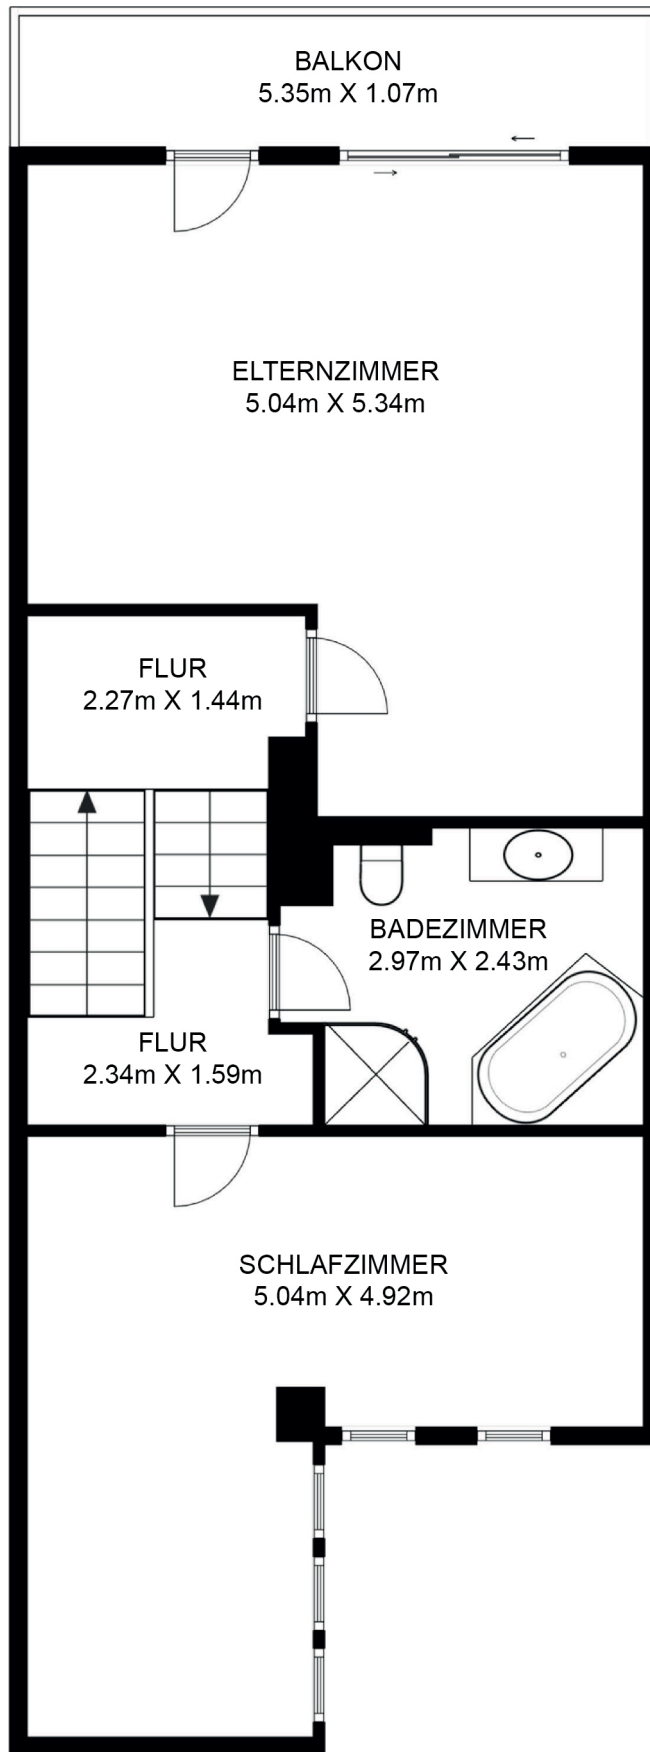 BALKON
5.35m X 1.07m
ELTERNZIMMER
5.04m X 5.34m
FLUR
2.27m X 1.44m
BADEZIMMER
2.97m X 2.43m
FLUR
2.34m X 1.59m
SCHLAFZIMMER
5.04m X 4.92m